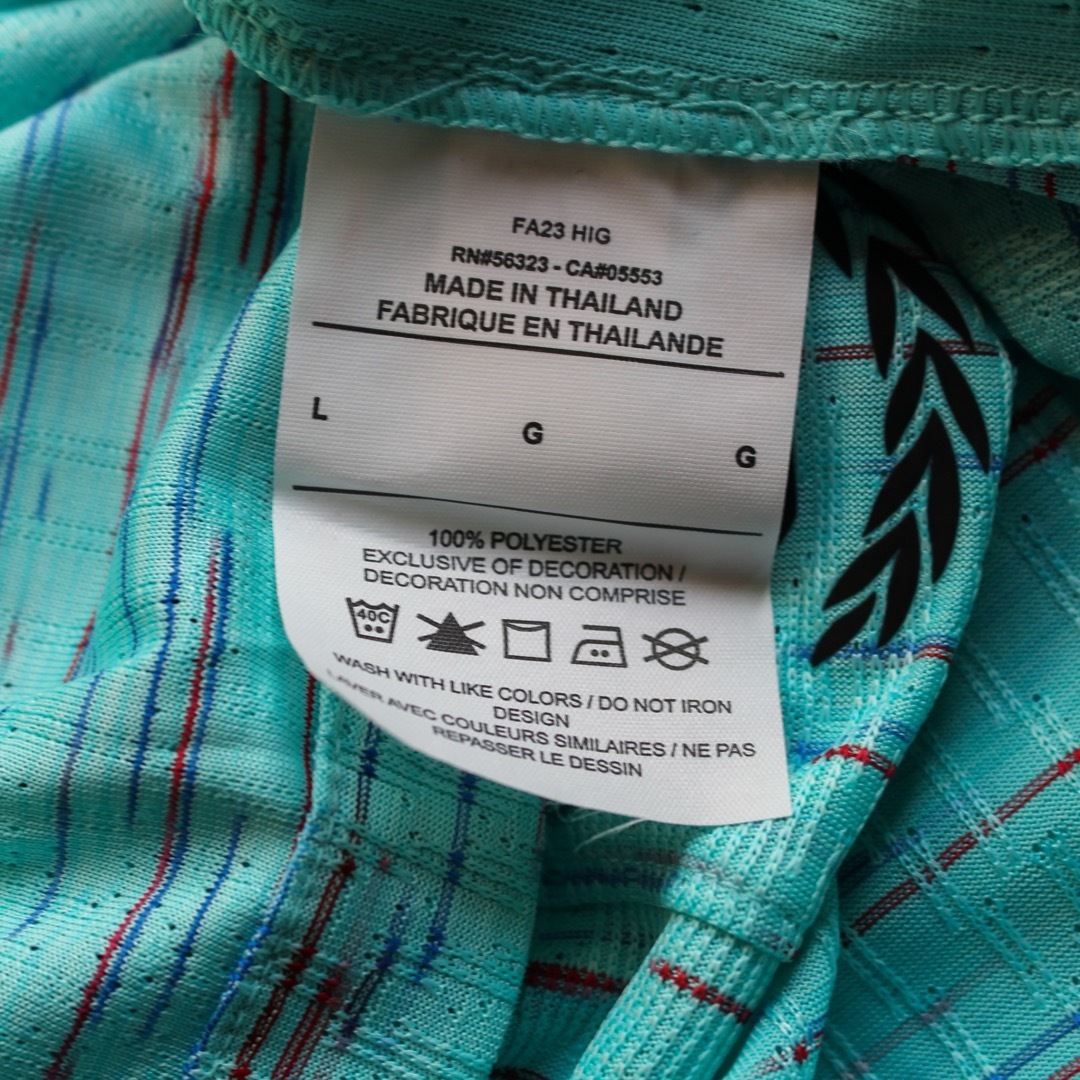 FA23 HIG
RN#56323 - CA#05553
MADE IN THAILAND
FABRIQUE EN THAILANDE
L G G
100% POLYESTER
EXCLUSIVE OF DECORATION /
DECORATION NON COMPRISE
40C
WASH WITH LIKE COLORS / DO NOT IRON
DESIGN
LAVER AVEC COULEURS SIMILAIRES / NE PAS
REPASSER LE DESSIN